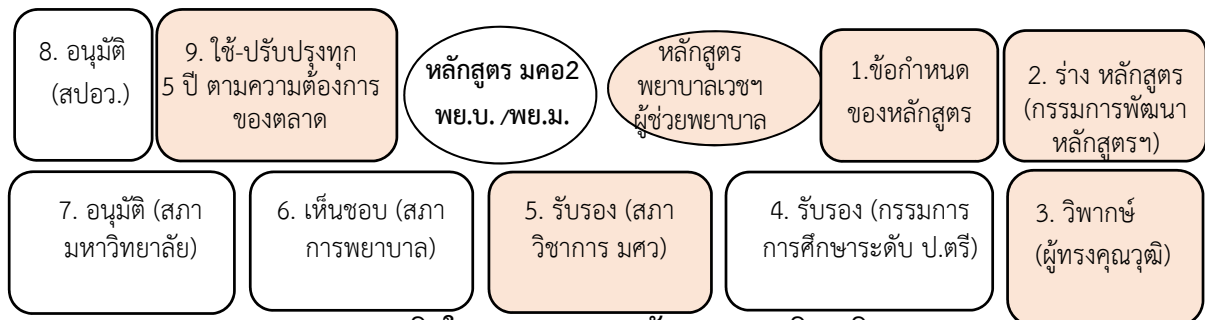 8. อนุมัติ
(สปอว.)
9. ใช้-ปรับปรุงทุก
5 ปี ตามความต้องการ
ของตลาด
หลักสูตร มคอ2
พย.บ. /พย.ม.
หลักสูตร
พยาบาลเวชฯ
ผู้ช่วยพยาบาล
1.ข้อกำหนด
ของหลักสูตร
2. ร่าง หลักสูตร
(กรรมการพัฒนา
หลักสูตรฯ)
7. อนุมัติ (สภา
มหาวิทยาลัย)
6. เห็นชอบ (สภา
การพยาบาล)
5. รับรอง (สภา
วิชาการ มศว)
4. รับรอง (กรรมการ
การศึกษาระดับ ป.ตรี)
3. วิพากษ์
(ผู้ทรงคุณวุฒิ)